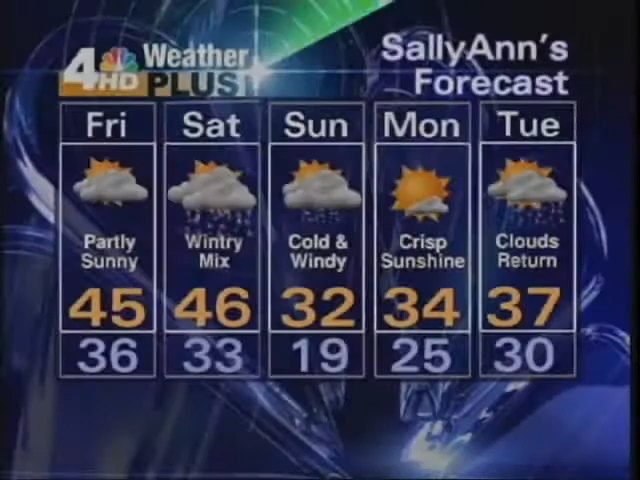 4 HD Weather
PLUS
SallyAnn's
Forecast
Fri Sat Sun Mon Tue
Partly Sunny
Wintry Mix
Cold & Windy
Crisp Sunshine
Clouds Return
45 46 32 34 37
36 33 19 25 30